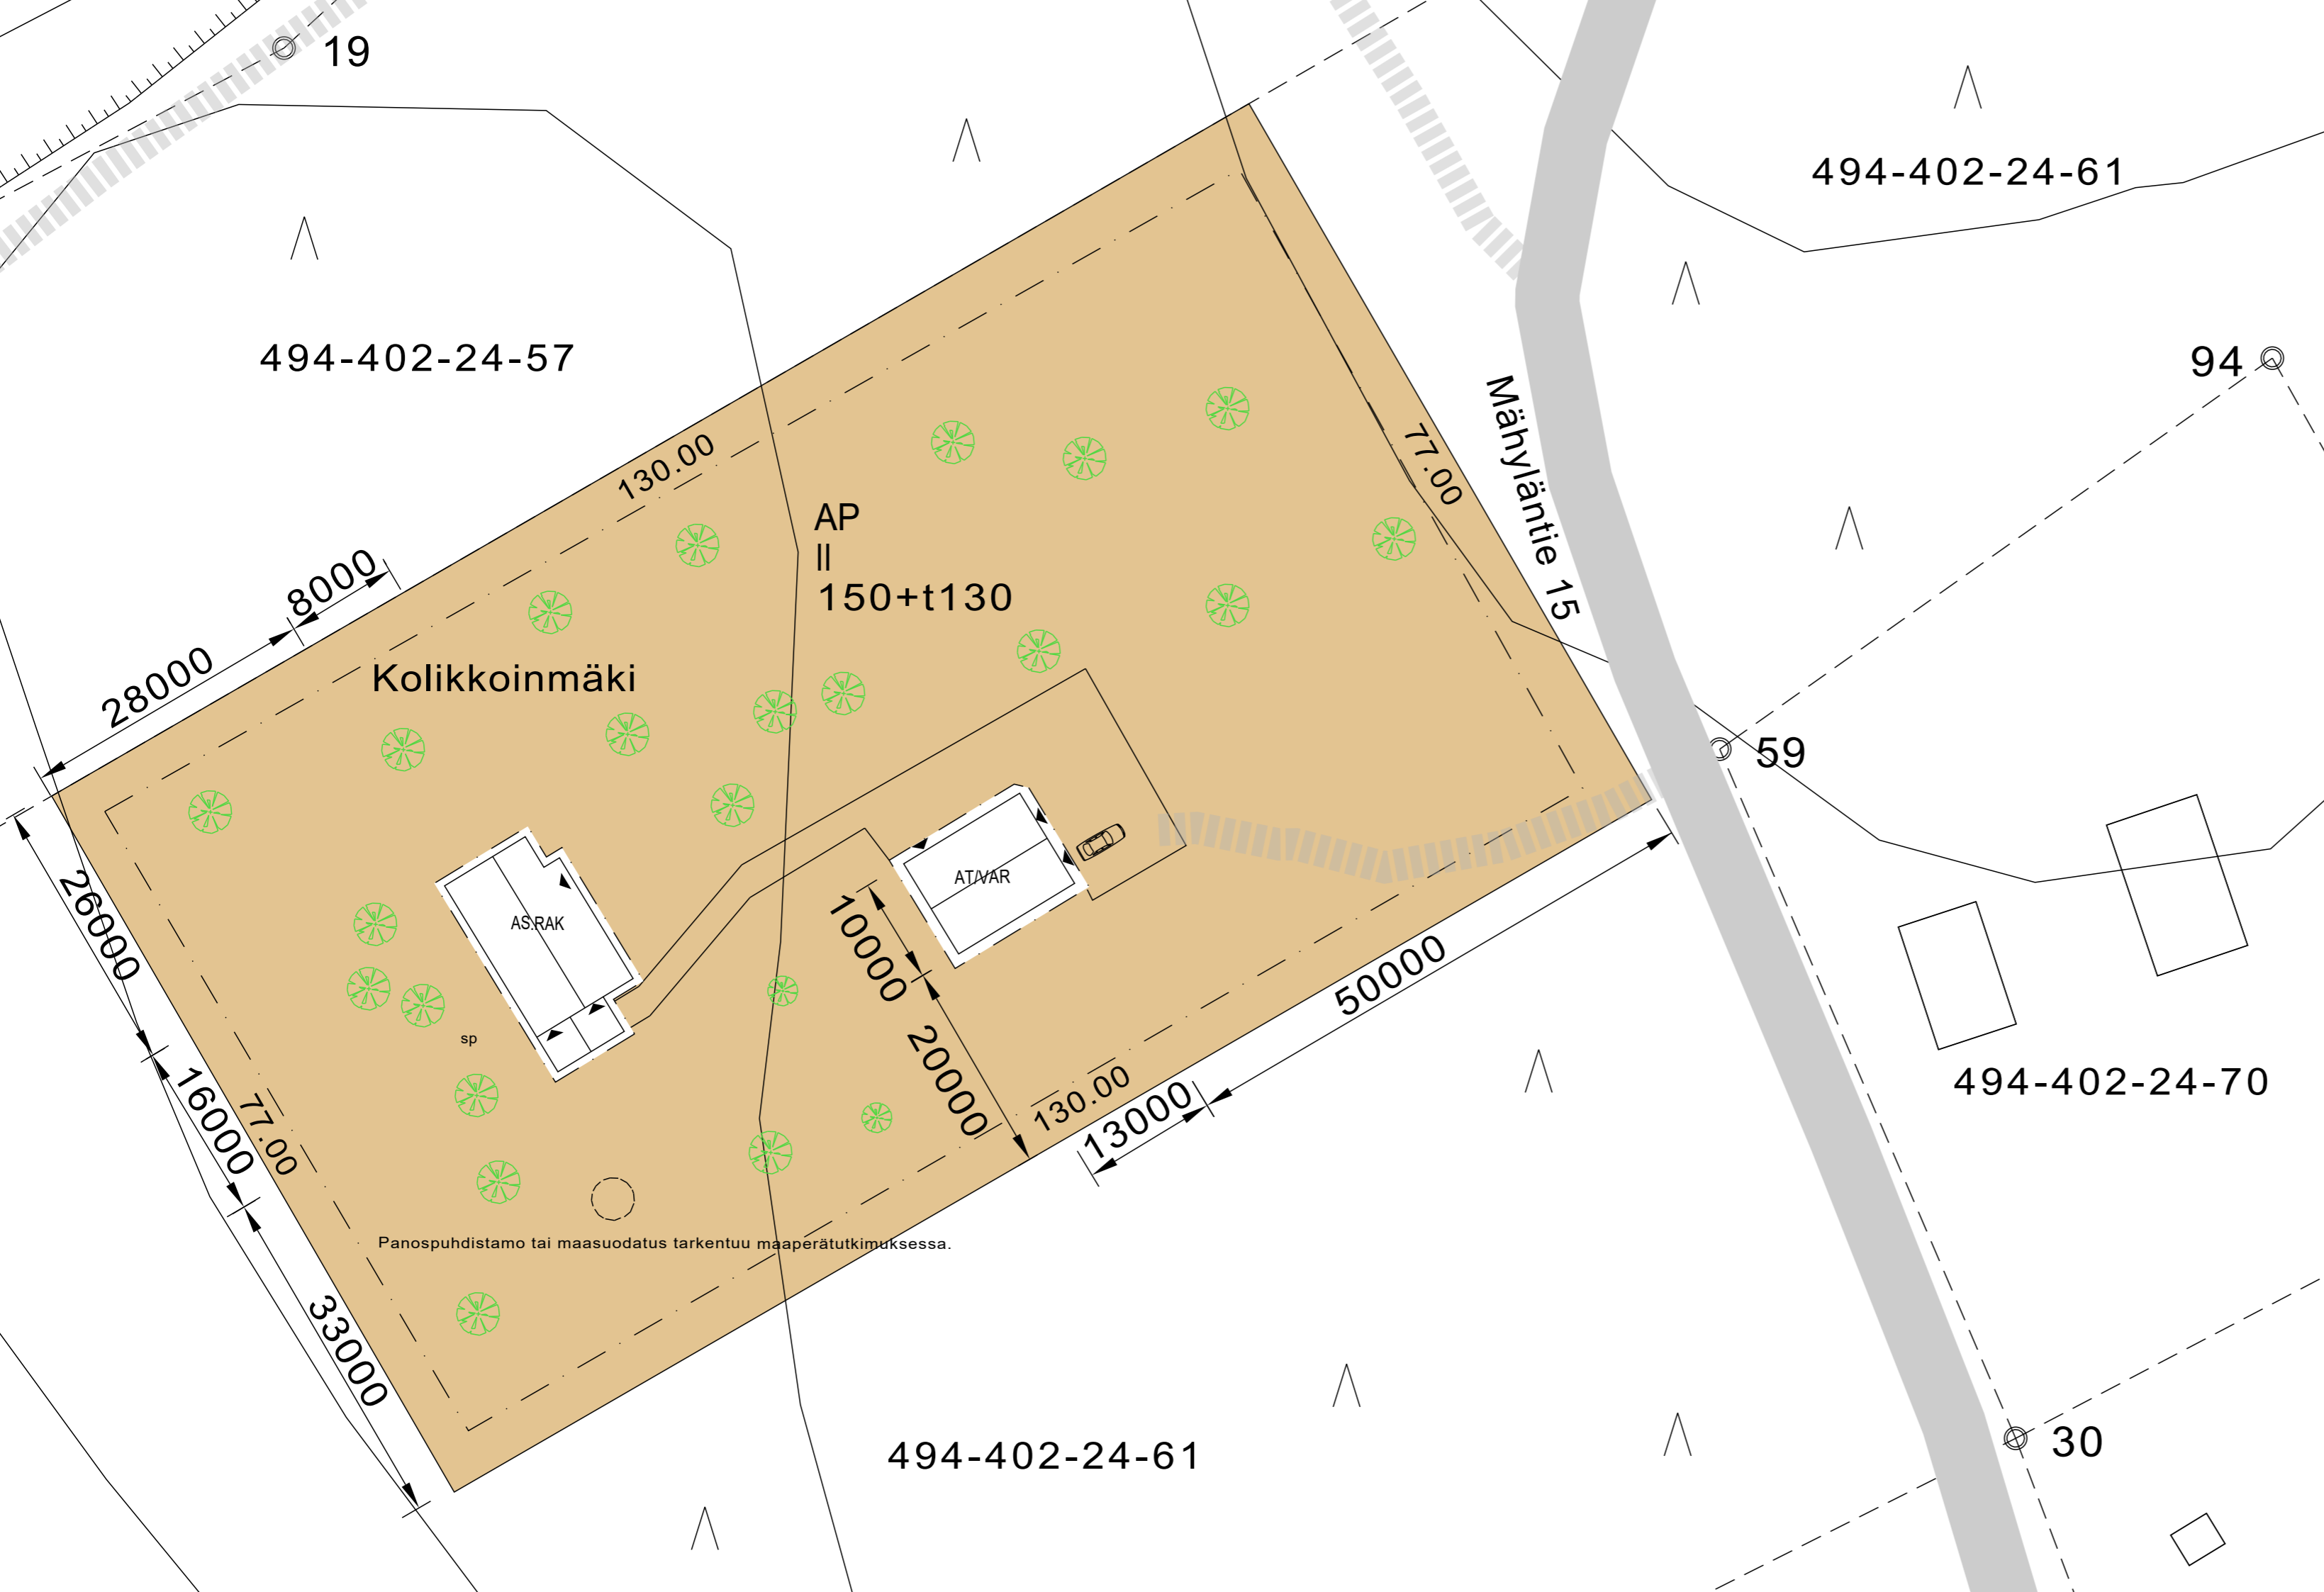 19
494-402-24-61
494-402-24-57
94
130.00
77.00
Mähyläntie 15
AP
II
150+t130
8000
28000
Kolikkoinmäki
59
AT/VAR
AS.RAK
26000
10000
50000
sp
20000
16000
77.00
130.00
13000
494-402-24-70
Panospuhdistamo tai maasuodatus tarkentuu maaperätutkimuksessa.
33000
494-402-24-61
30